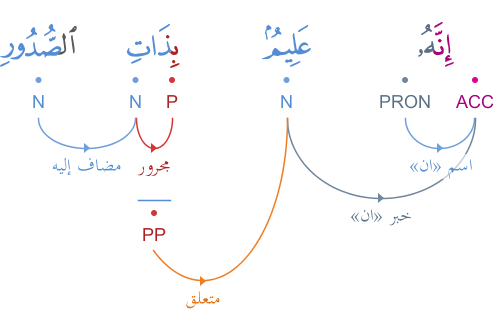 إِنَّهُۥ عَلِيمُۢ بِذَاتِ ٱلصُّدُورِ
ACC PRON N P N N
اسم «ان» مجرور مضاف إليه
خبر «ان»
PP
متعلق